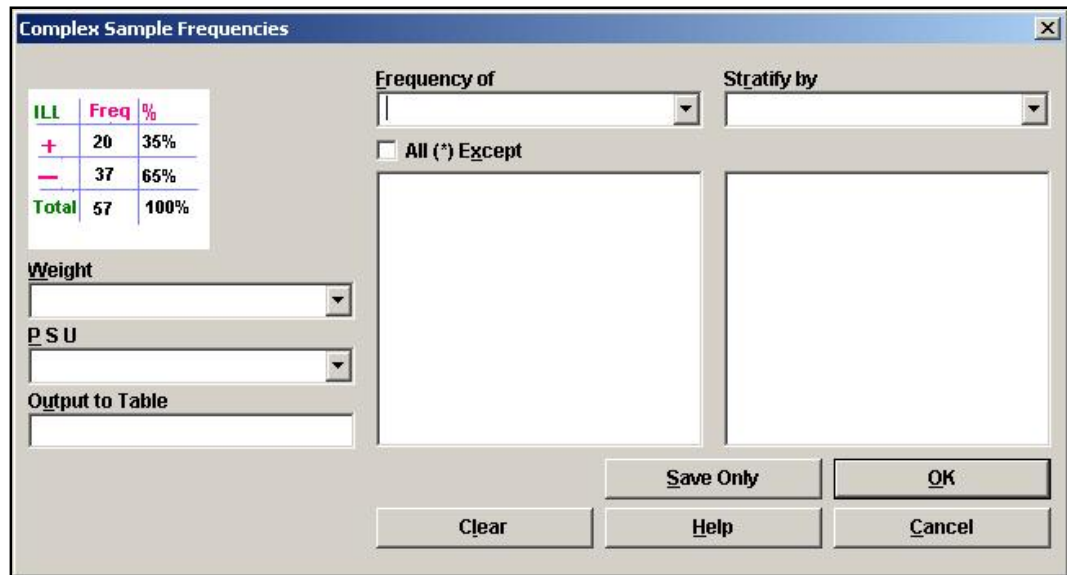 Complex Sample Frequencies
ILL Freq %
+ 20 35%
— 37 65%
Total 57 100%
Weight
P S U
Output to Table
Frequency of
All (*) Except
Stratify by
Save Only
OK
Clear
Help
Cancel